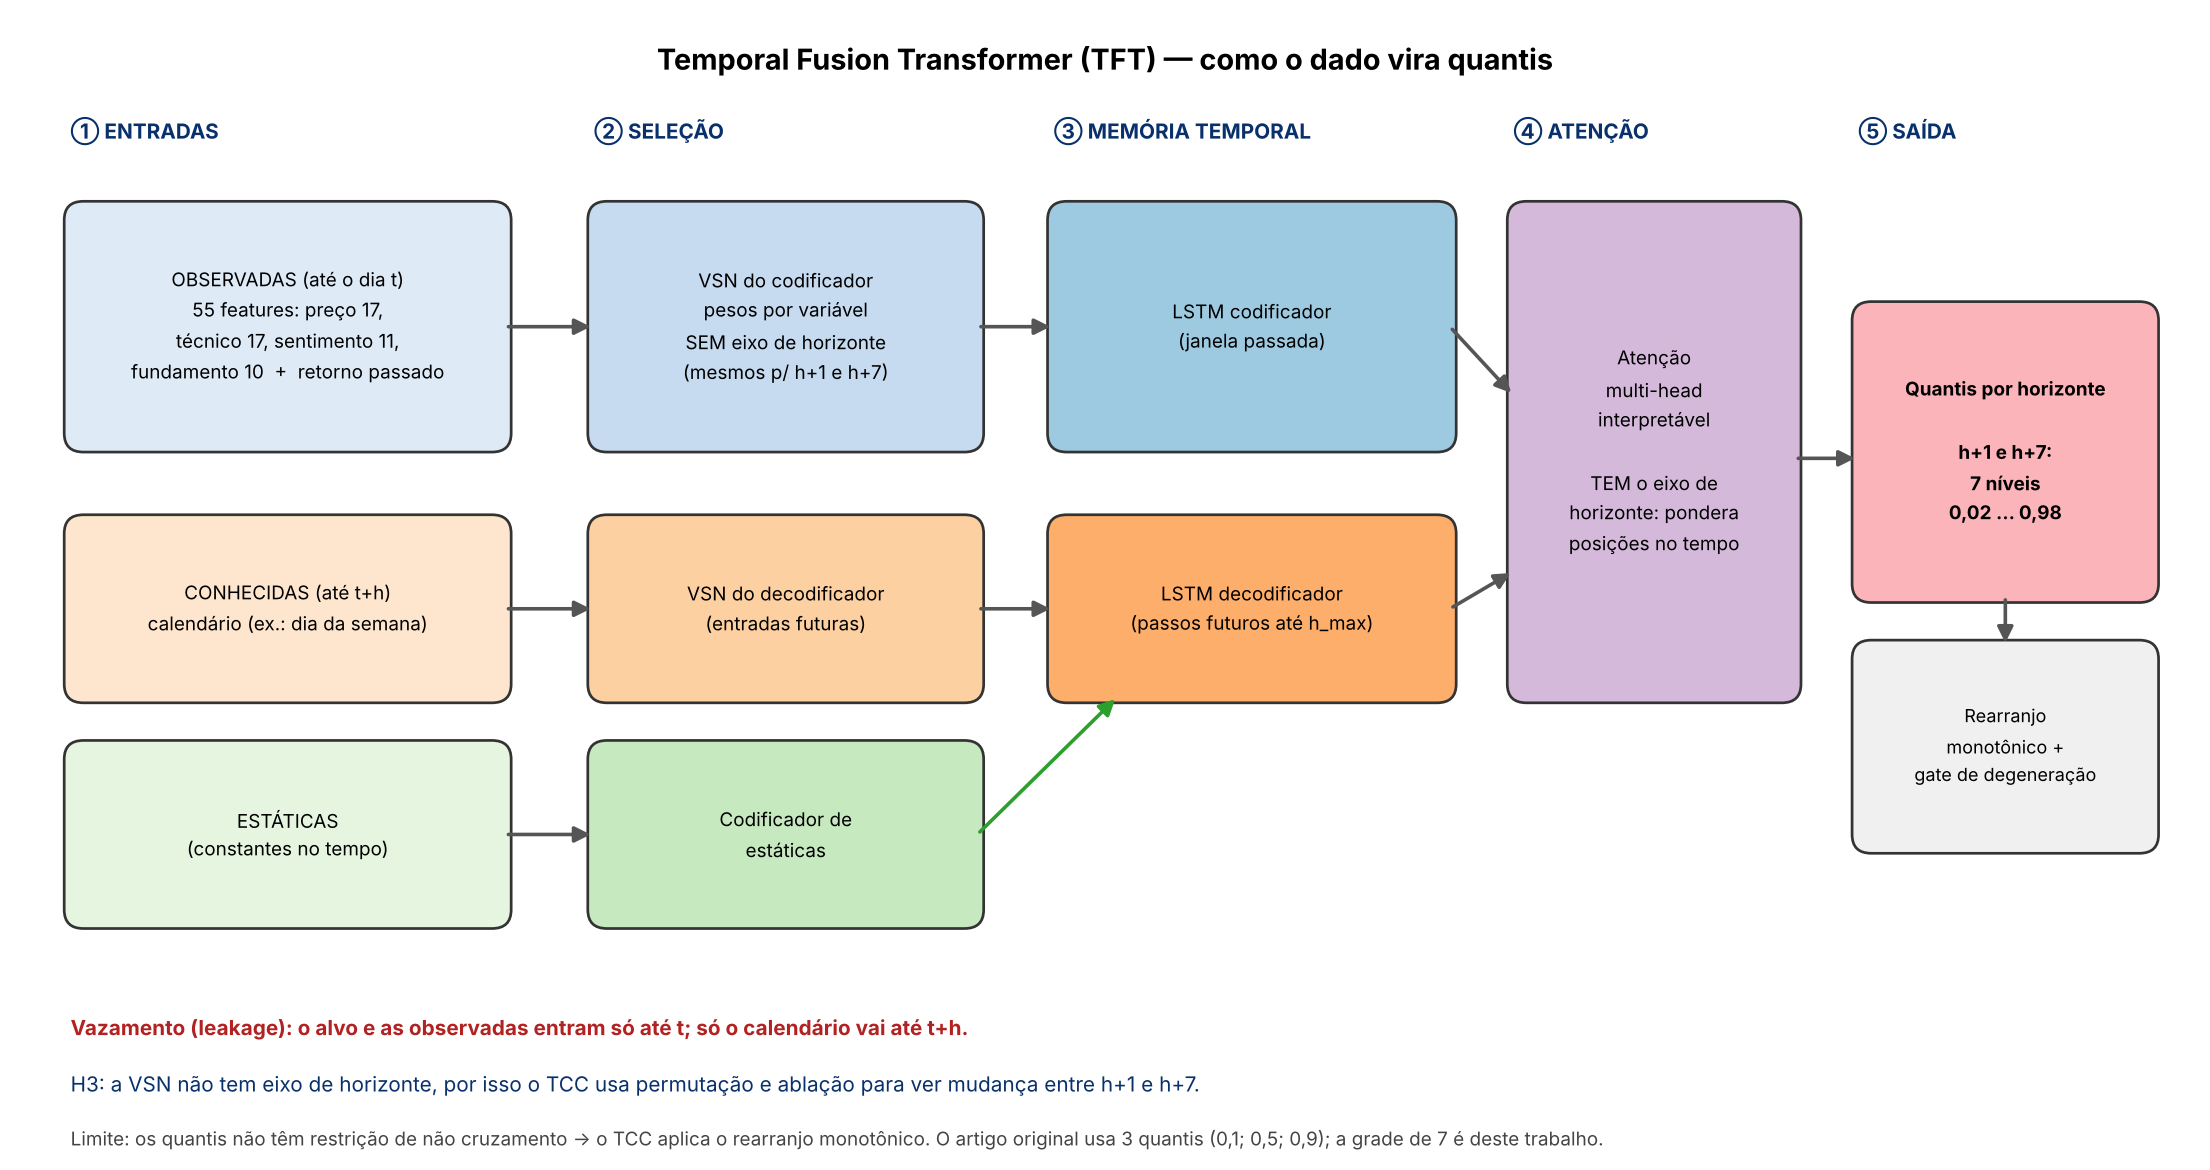 Temporal Fusion Transformer (TFT) — como o dado vira quantis
① ENTRADAS
② SELEÇÃO
③ MEMÓRIA TEMPORAL
④ ATENÇÃO
⑤ SAÍDA
OBSERVADAS (até o dia t)
55 features: preço 17,
técnico 17, sentimento 11,
fundamento 10 + retorno passado
VSN do codificador
pesos por variável
SEM eixo de horizonte
(mesmos p/ h+1 e h+7)
LSTM codificador
(janela passada)
Atenção
multi-head
interpretável
TEM o eixo de
horizonte: pondera
posições no tempo
Quantis por horizonte
h+1 e h+7:
7 níveis
0,02 … 0,98
CONHECIDAS (até t+h)
calendário (ex.: dia da semana)
VSN do decodificador
(entradas futuras)
LSTM decodificador
(passos futuros até h_max)
Rearranjo
monotônico +
gate de degeneração
ESTÁTICAS
(constantes no tempo)
Codificador de
estáticas
Vazamento (leakage): o alvo e as observadas entram só até t; só o calendário vai até t+h.
H3: a VSN não tem eixo de horizonte, por isso o TCC usa permutação e ablação para ver mudança entre h+1 e h+7.
Limite: os quantis não têm restrição de não cruzamento → o TCC aplica o rearranjo monotônico. O artigo original usa 3 quantis (0,1; 0,5; 0,9); a grade de 7 é deste trabalho.